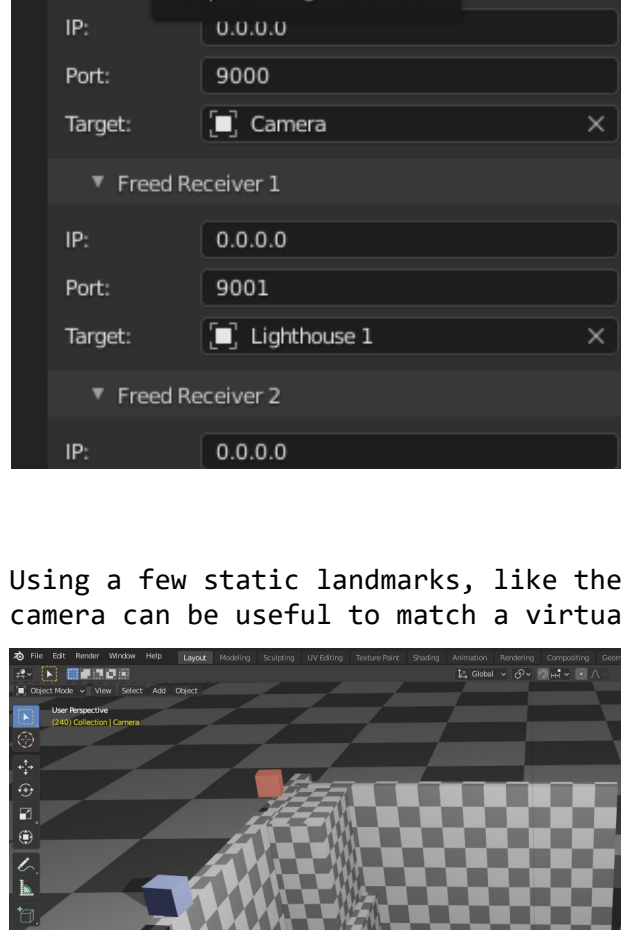 IP:
0.0.0.0
Port:
9000
Target:
Camera
Freed Receiver 1
IP:
0.0.0.0
Port:
9001
Target:
Lighthouse 1
Freed Receiver 2
IP:
0.0.0.0
Using a few static landmarks, like the
camera can be useful to match a virtua
File Edit Render Window Help Layout Modeling Sculpting UV Editing Texture Paint Shading Animation Rendering Compositing Geom
Global
Object Mode View Select Add Object
User Perspective
(240) Collection | Camera